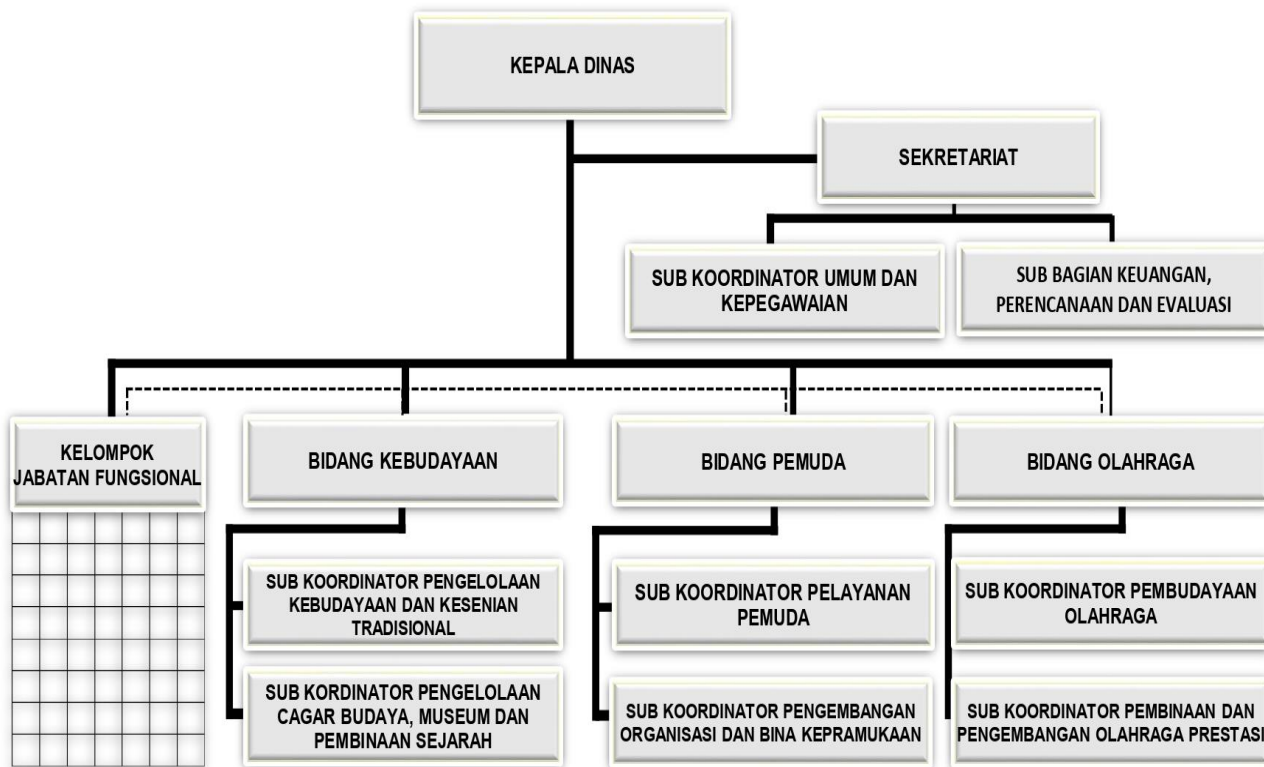 KEPALA DINAS
SEKRETARIAT
SUB KOORDINATOR UMUM DAN
KEPEGAWAIAN
SUB BAGIAN KEUANGAN,
PERENCANAAN DAN EVALUASI
KELOMPOK
JABATAN FUNGSIONAL
BIDANG KEBUDAYAAN
BIDANG PEMUDA
BIDANG OLAHRAGA
SUB KOORDINATOR PENGELOLAAN
KEBUDAYAAN DAN KESENIAN
TRADISIONAL
SUB KOORDINATOR PELAYANAN
PEMUDA
SUB KOORDINATOR PEMBUDAYAAN
OLAHRAGA
SUB KORDINATOR PENGELOLAAN
CAGAR BUDAYA, MUSEUM DAN
PEMBINAAN SEJARAH
SUB KOORDINATOR PENGEMBANGAN
ORGANISASI DAN BINA KEPRAMUKAAN
SUB KOORDINATOR PEMBINAAN DAN
PENGEMBANGAN OLAHRAGA PRESTASI